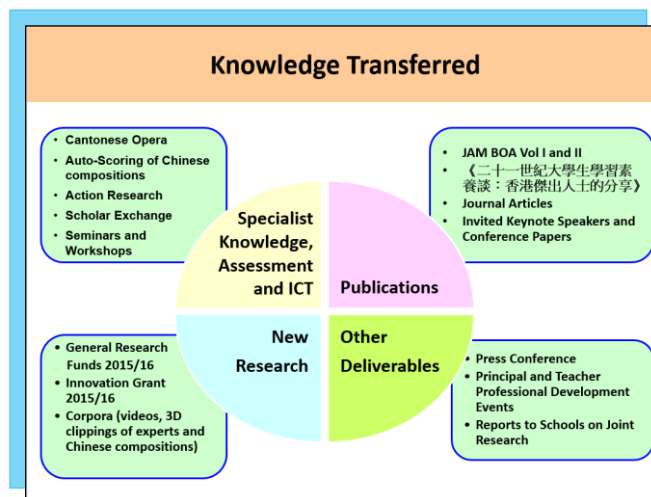 Knowledge Transferred
• Cantonese Opera
• Auto-Scoring of Chinese
compositions
• Action Research
• Scholar Exchange
• Seminars and
Workshops
• JAM BOA Vol I and II
• 《二十一世紀大學生學習素
養談：香港傑出人士的分享》
• Journal Articles
• Invited Keynote Speakers and
Conference Papers
Specialist
Knowledge,
Assessment
and ICT
Publications
New
Research
Other
Deliverables
• General Research
Funds 2015/16
• Innovation Grant
2015/16
• Corpora (videos, 3D
clippings of experts and
Chinese compositions)
• Press Conference
• Principal and Teacher
Professional Development
Events
• Reports to Schools on Joint
Research